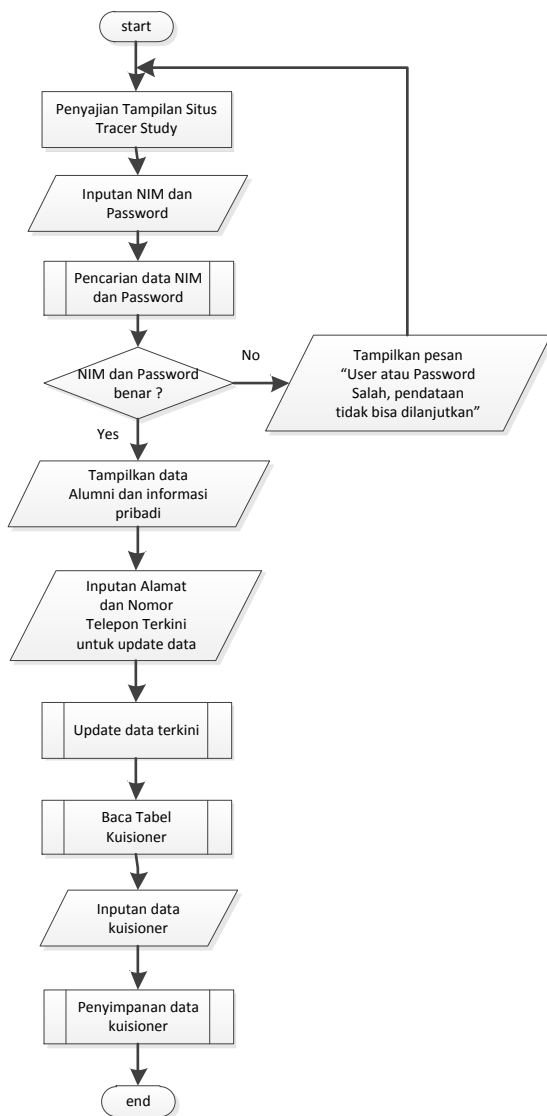 start
Penyajian Tampilan Situs
Tracer Study
Inputan NIM dan
Password
Pencarian data NIM
dan Password
NIM dan Password
benar ?
No
Tampilkan pesan
“User atau Password
Salah, pendataan
tidak bisa dilanjutkan”
Yes
Tampilkan data
Alumni dan informasi
pribadi
Inputan Alamat
dan Nomor
Telepon Terkini
untuk update data
Update data terkini
Baca Tabel
Kuisioner
Inputan data
kuisioner
Penyimpanan data
kuisioner
end